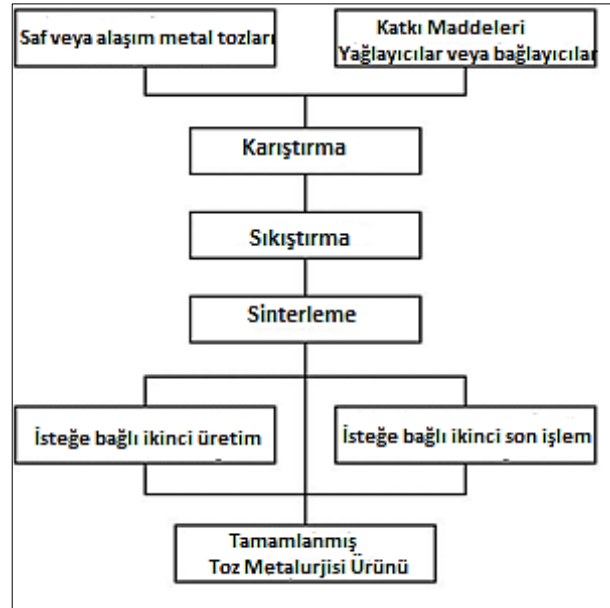 Saf veya alaşım metal tozları
Katkı Maddeleri
Yağlayıcılar veya bağlayıcılar
Karıştırma
Sıkıştırma
Sinterleme
İsteğe bağlı ikinci üretim
İsteğe bağlı ikinci son işlem
Tamamlanmış
Toz Metalurjisi Ürünü